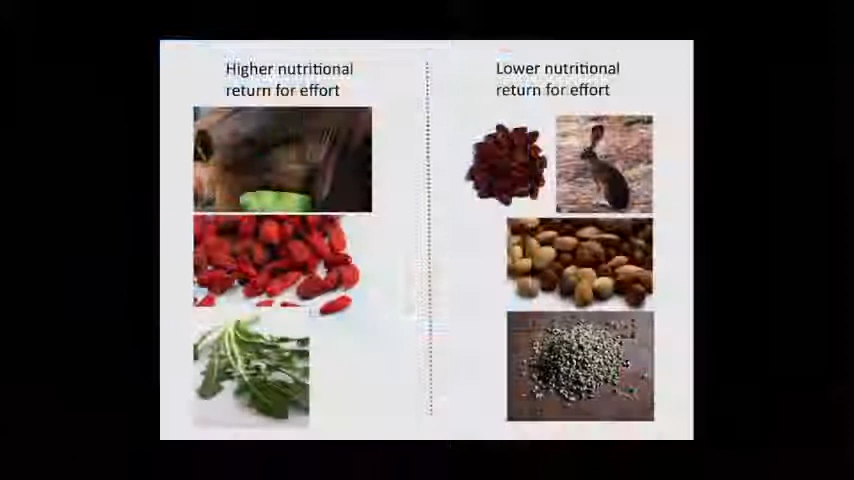 Higher nutritional
return for effort
Lower nutritional
return for effort